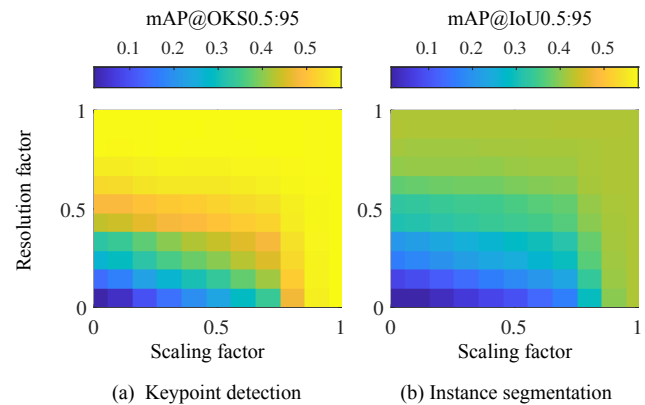 mAP@OKS0.5:95
0.1 0.2 0.3 0.4 0.5
mAP@IoU0.5:95
0.1 0.2 0.3 0.4 0.5
Resolution factor
1
0.5
0
0 0.5 1
Scaling factor
1
0.5
0
0 0.5 1
Scaling factor
(a) Keypoint detection
(b) Instance segmentation